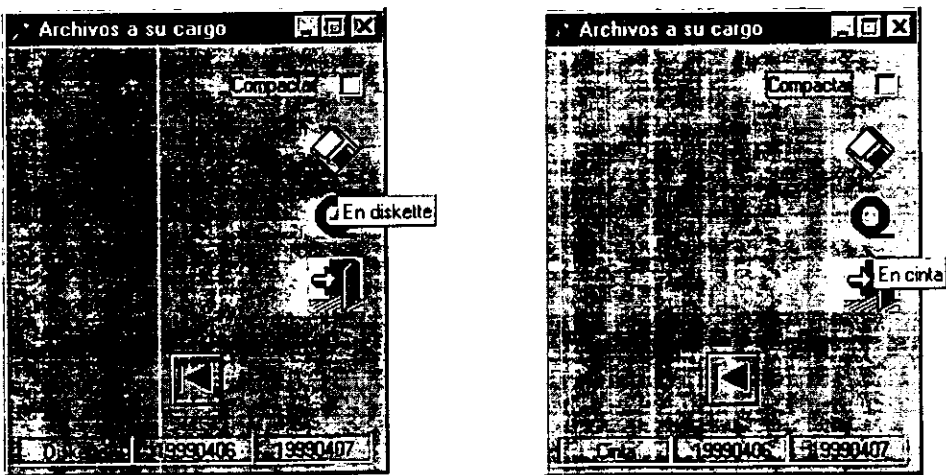 Archivos a su cargo
Compactar
En diskette
19990406 19990407
Archivos a su cargo
Compactar
En cinta
Cinta 19990406 19990407